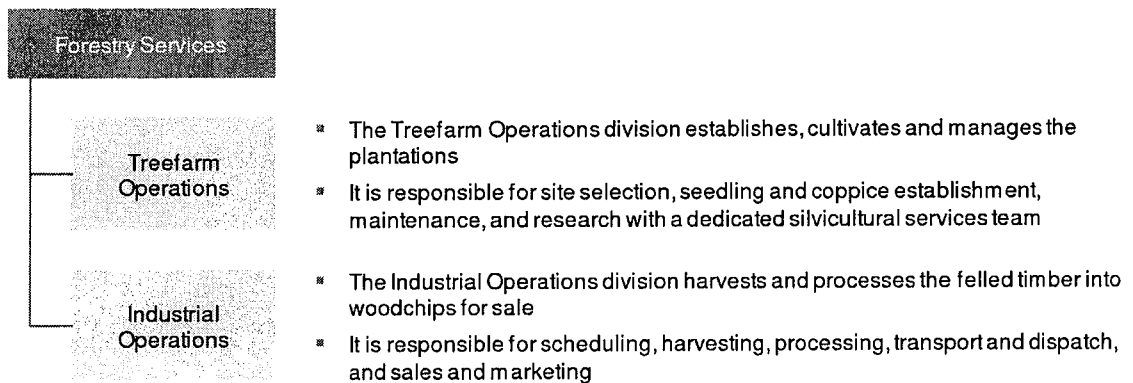 Forestry Services
Treefarm
Operations
The Treefarm Operations division establishes, cultivates and manages the
plantations
It is responsible for site selection, seedling and coppice establishment,
maintenance, and research with a dedicated silvicultural services team
Industrial
Operations
The Industrial Operations division harvests and processes the felled timber into
woodchips for sale
It is responsible for scheduling, harvesting, processing, transport and dispatch,
and sales and marketing